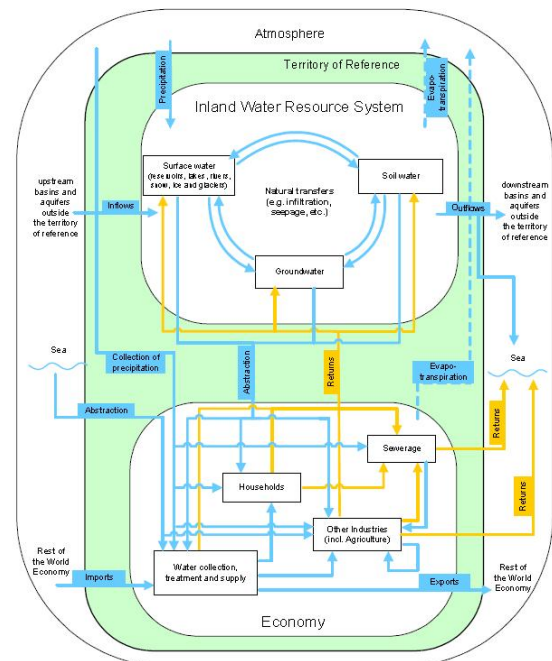 Atmosphere
Territory of Reference
Precipitation
Evapo-
transpiration
Inland Water Resource System
Surface water
(reservoirs, lakes, rivers,
snow, ice and glaciers)
Soil water
Natural transfers
(e.g. infiltration,
seepage, etc.)
Groundwater
upstream
basins and
aquifers
outside
the territory
of reference
Inflows
Outflows
downstream
basins and
aquifers
outside
the territory
of reference
Sea
Collection of
precipitation
Abstraction
Abstraction
Returns
Evapo-
transpiration
Sea
Returns
Returns
Sewerage
Households
Other Industries
(incl. Agriculture)
Water collection,
treatment and supply
Rest of
the World
Economy
Imports
Exports
Rest of
the World
Economy
Economy